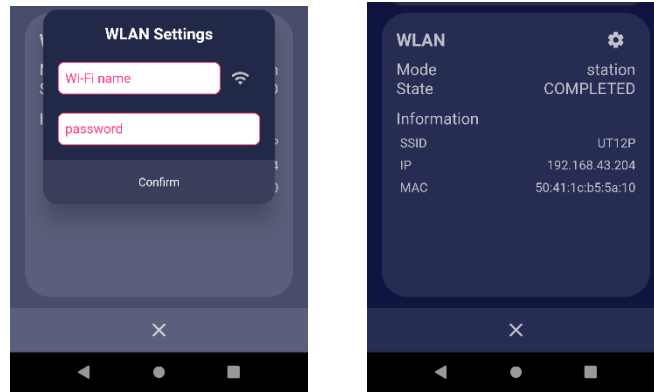 WLAN Settings
Wi-Fi name
password
Confirm
WLAN
Mode station
State COMPLETED
Information
SSID UT12P
IP 192.168.43.204
MAC 50:41:1c:b5:5a:10